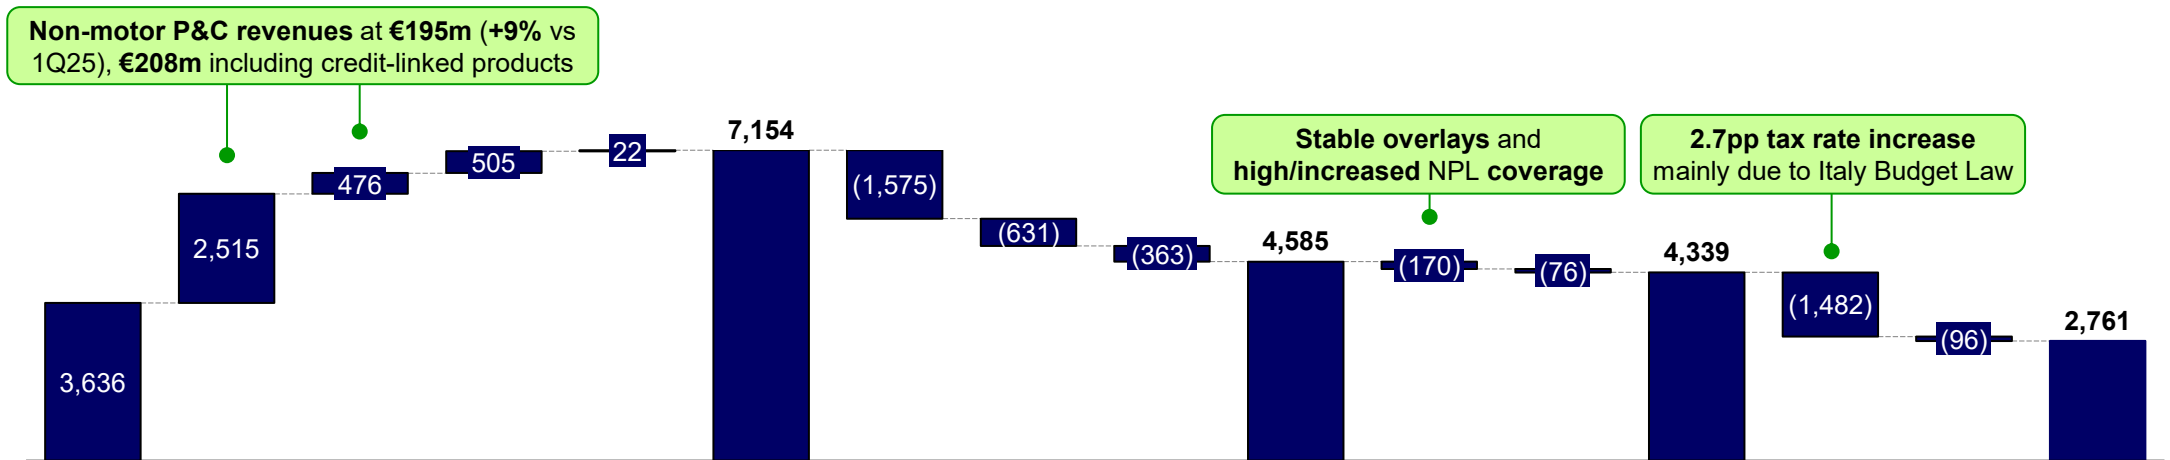 Non-motor P&C revenues at €195m (+9% vs
1Q25), €208m including credit-linked products
3,636
2,515
476
505
22
7,154
(1,575)
(631)
(363)
4,585
Stable overlays and
high/increased NPL coverage
(170)
(76)
4,339
2.7pp tax rate increase
mainly due to Italy Budget Law
(1,482)
(96)
2,761